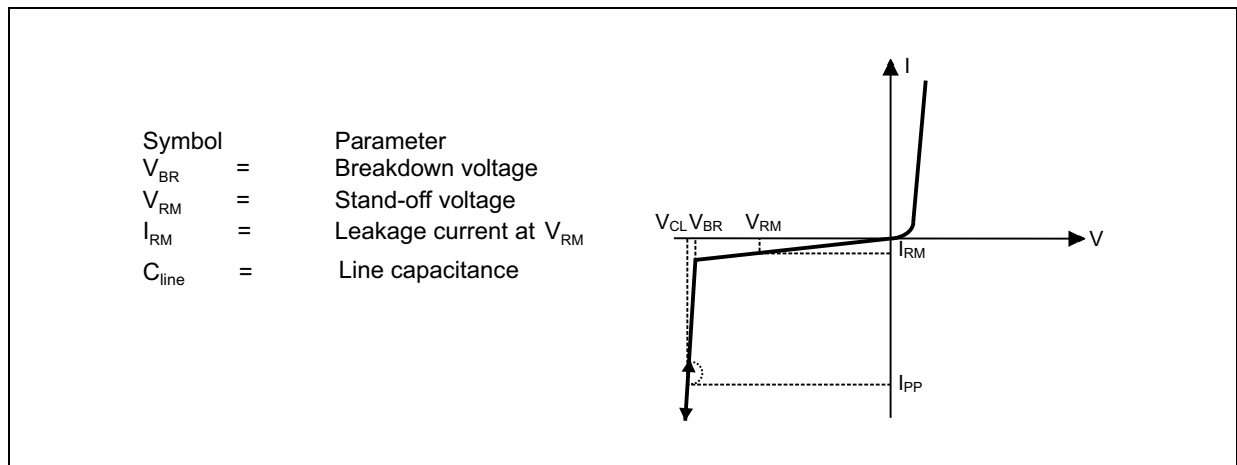 Symbol Parameter
VBR = Breakdown voltage
VRM = Stand-off voltage
IRM = Leakage current at VRM
Cline = Line capacitance
I
VCL VBR VRM
V
IRM
IPP